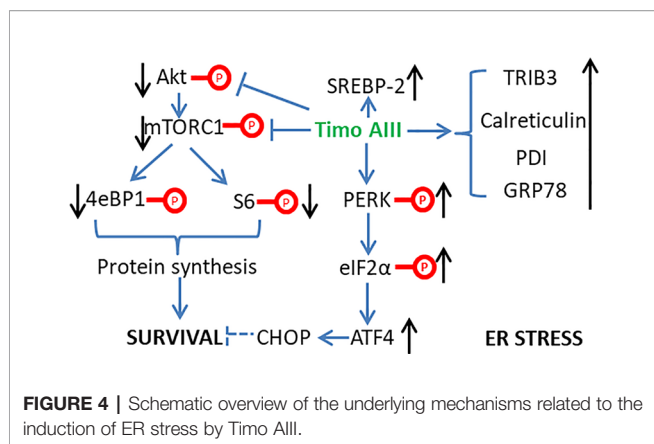 Akt P
SREBP-2
TRIB3
mTORC1 P
Timo AIII
Calreticulin
PDI
GRP78
4eBP1 P
S6 P
PERK P
Protein synthesis
eIF2α P
SURVIVAL
CHOP
ATF4
ER STRESS
FIGURE 4 | Schematic overview of the underlying mechanisms related to the
induction of ER stress by Timo AIII.